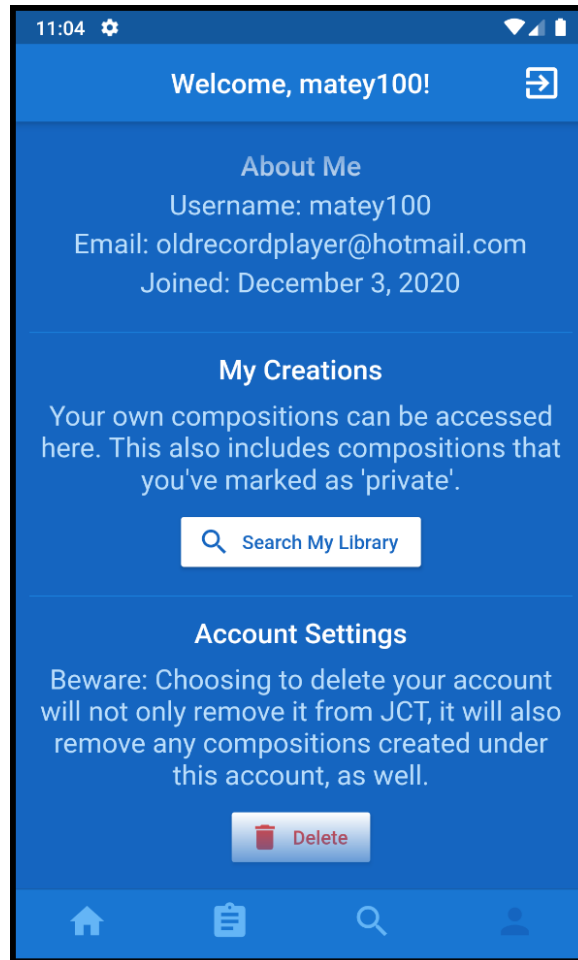 11:04
Welcome, matey100!
About Me
Username: matey100
Email: oldrecordplayer@hotmail.com
Joined: December 3, 2020
My Creations
Your own compositions can be accessed
here. This also includes compositions that
you've marked as 'private'.
Search My Library
Account Settings
Beware: Choosing to delete your account
will not only remove it from JCT, it will also
remove any compositions created under
this account, as well.
Delete